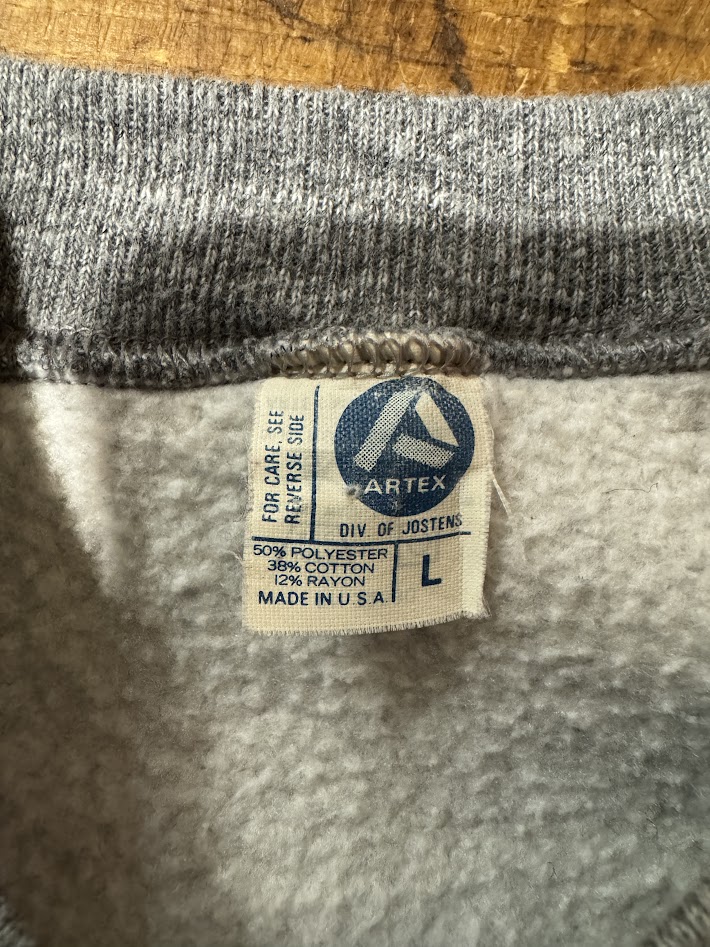 FOR CARE, SEE
REVERSE SIDE
ARTEX
DIV OF JOSTENS
50% POLYESTER
38% COTTON
12% RAYON
MADE IN U.S.A.
L